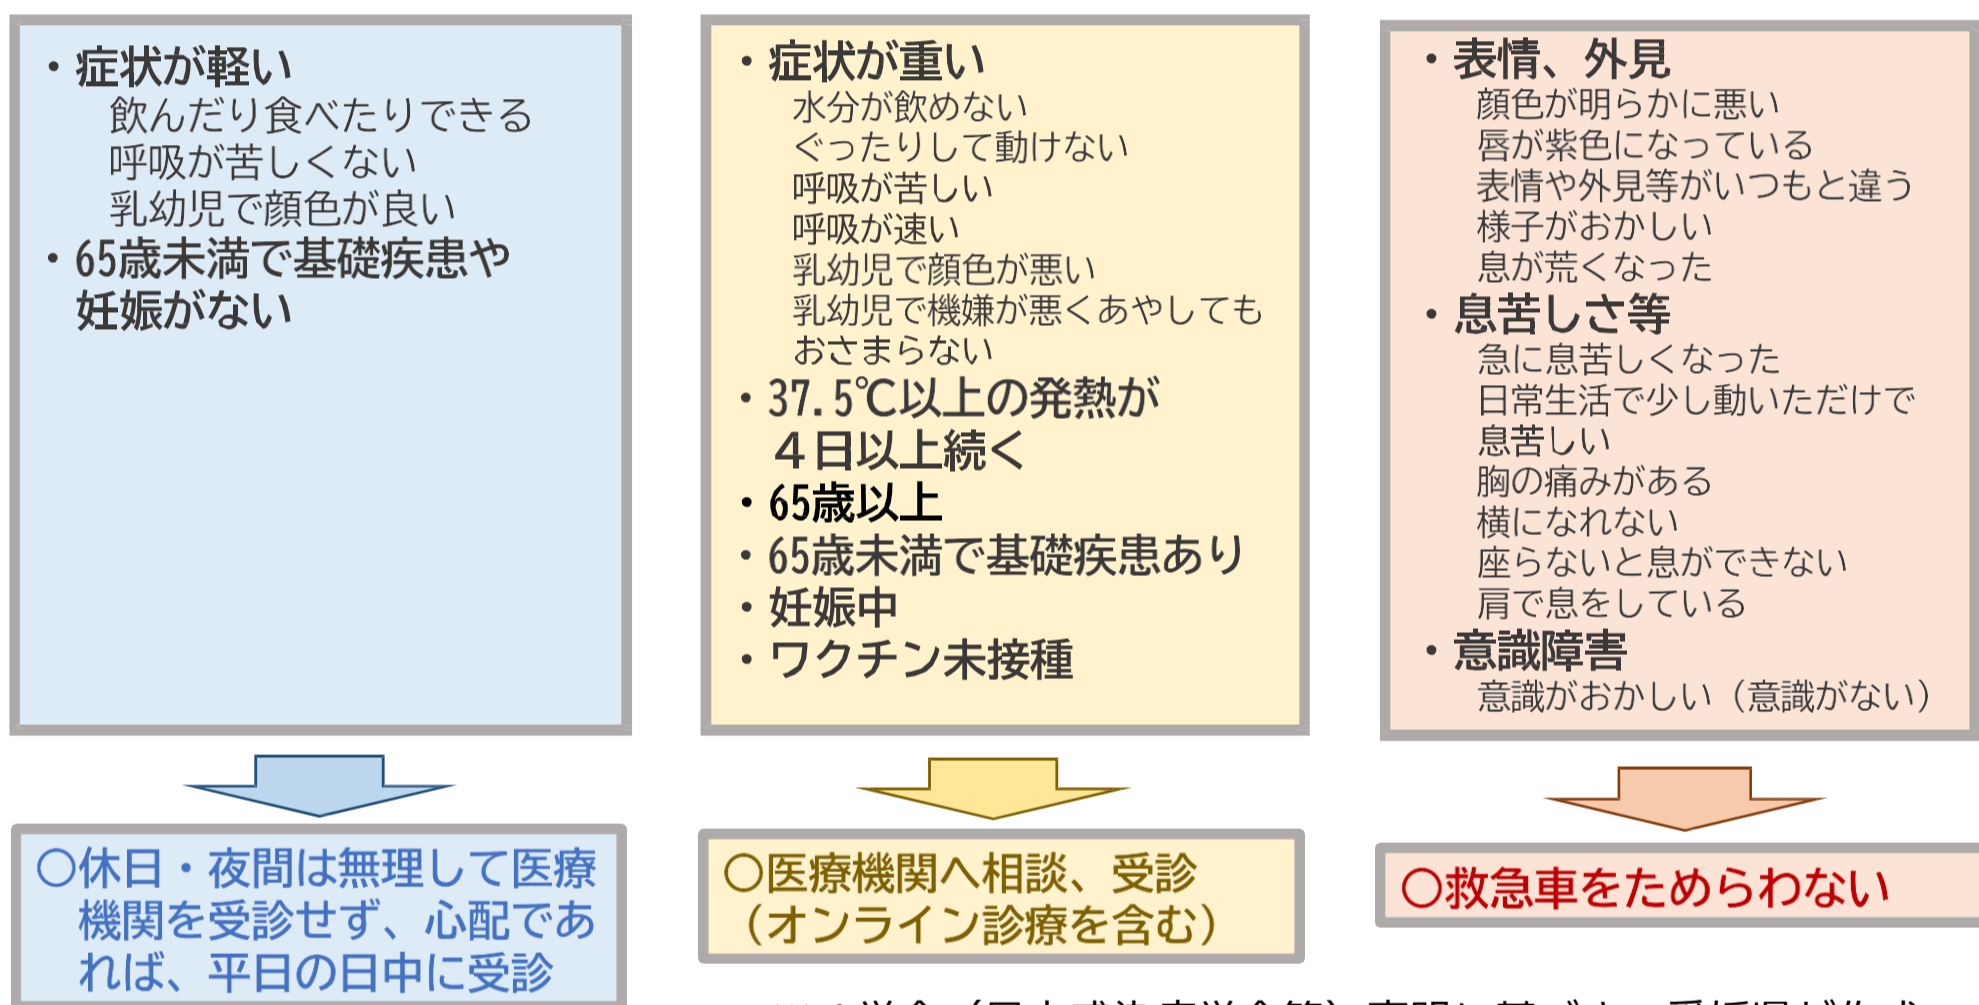 ・症状が軽い
飲んだり食べたりできる
呼吸が苦しくない
乳幼児で顔色が良い
・65歳未満で基礎疾患や
妊娠がない
○休日・夜間は無理して医療
機関を受診せず、心配であ
れば、平日の日中に受診
・症状が重い
水分が飲めない
ぐったりして動けない
呼吸が苦しい
呼吸が速い
乳幼児で顔色が悪い
乳幼児で機嫌が悪くあやしても
おさまらない
・37.5℃以上の発熱が
４日以上続く
・65歳以上
・65歳未満で基礎疾患あり
・妊娠中
・ワクチン未接種
○医療機関へ相談、受診
（オンライン診療を含む）
・表情、外見
顔色が明らかに悪い
唇が紫色になっている
表情や外見等がいつもと違う
様子がおかしい
息が荒くなった
・息苦しさ等
急に息苦しくなった
日常生活で少し動いただけで
息苦しい
胸の痛みがある
横になれない
座らないと息ができない
肩で息をしている
・意識障害
意識がおかしい（意識がない）
○救急車をためらわない